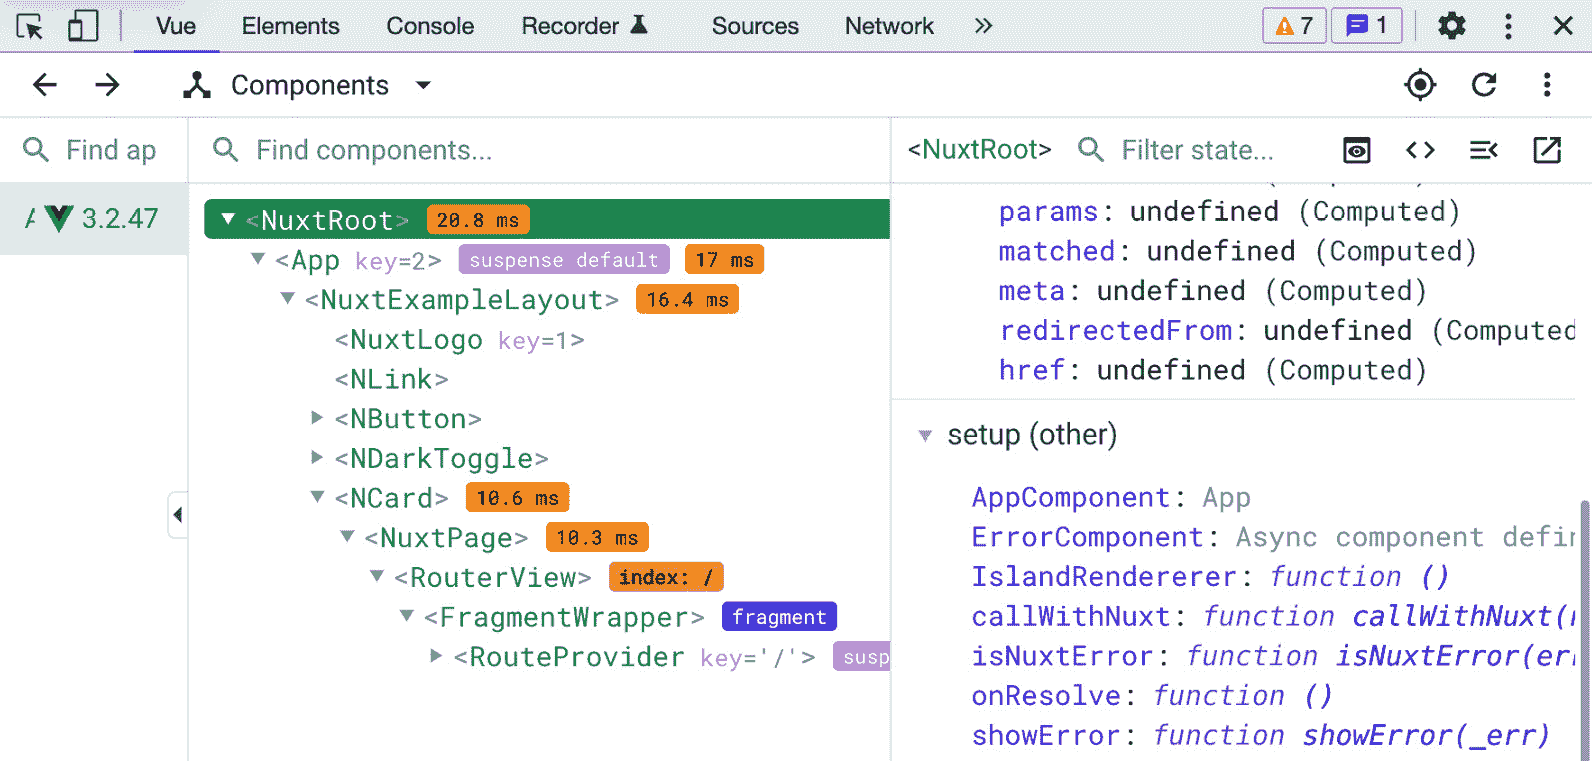 Vue Elements Console Recorder Sources Network » 7 1
Components
Find ap
Find components...
<NuxtRoot> Filter state...
3.2.47
<NuxtRoot> 20.8 ms
<App key=2> suspense default 17 ms
<NuxtExampleLayout> 16.4 ms
<NuxtLogo key=1>
<NLink>
<NButton>
<NDarkToggle>
<NCard> 10.6 ms
<NuxtPage> 10.3 ms
<RouterView> index: /
<FragmentWrapper> fragment
<RouteProvider key='/'> susp
params: undefined (Computed)
matched: undefined (Computed)
meta: undefined (Computed)
redirectedFrom: undefined (Computed
href: undefined (Computed)
setup (other)
AppComponent: App
ErrorComponent: Async component defin
IslandRendererer: function ()
callWithNuxt: function callWithNuxt(
isNuxtError: function isNuxtError(er
onResolve: function ()
showError: function showError(_err)